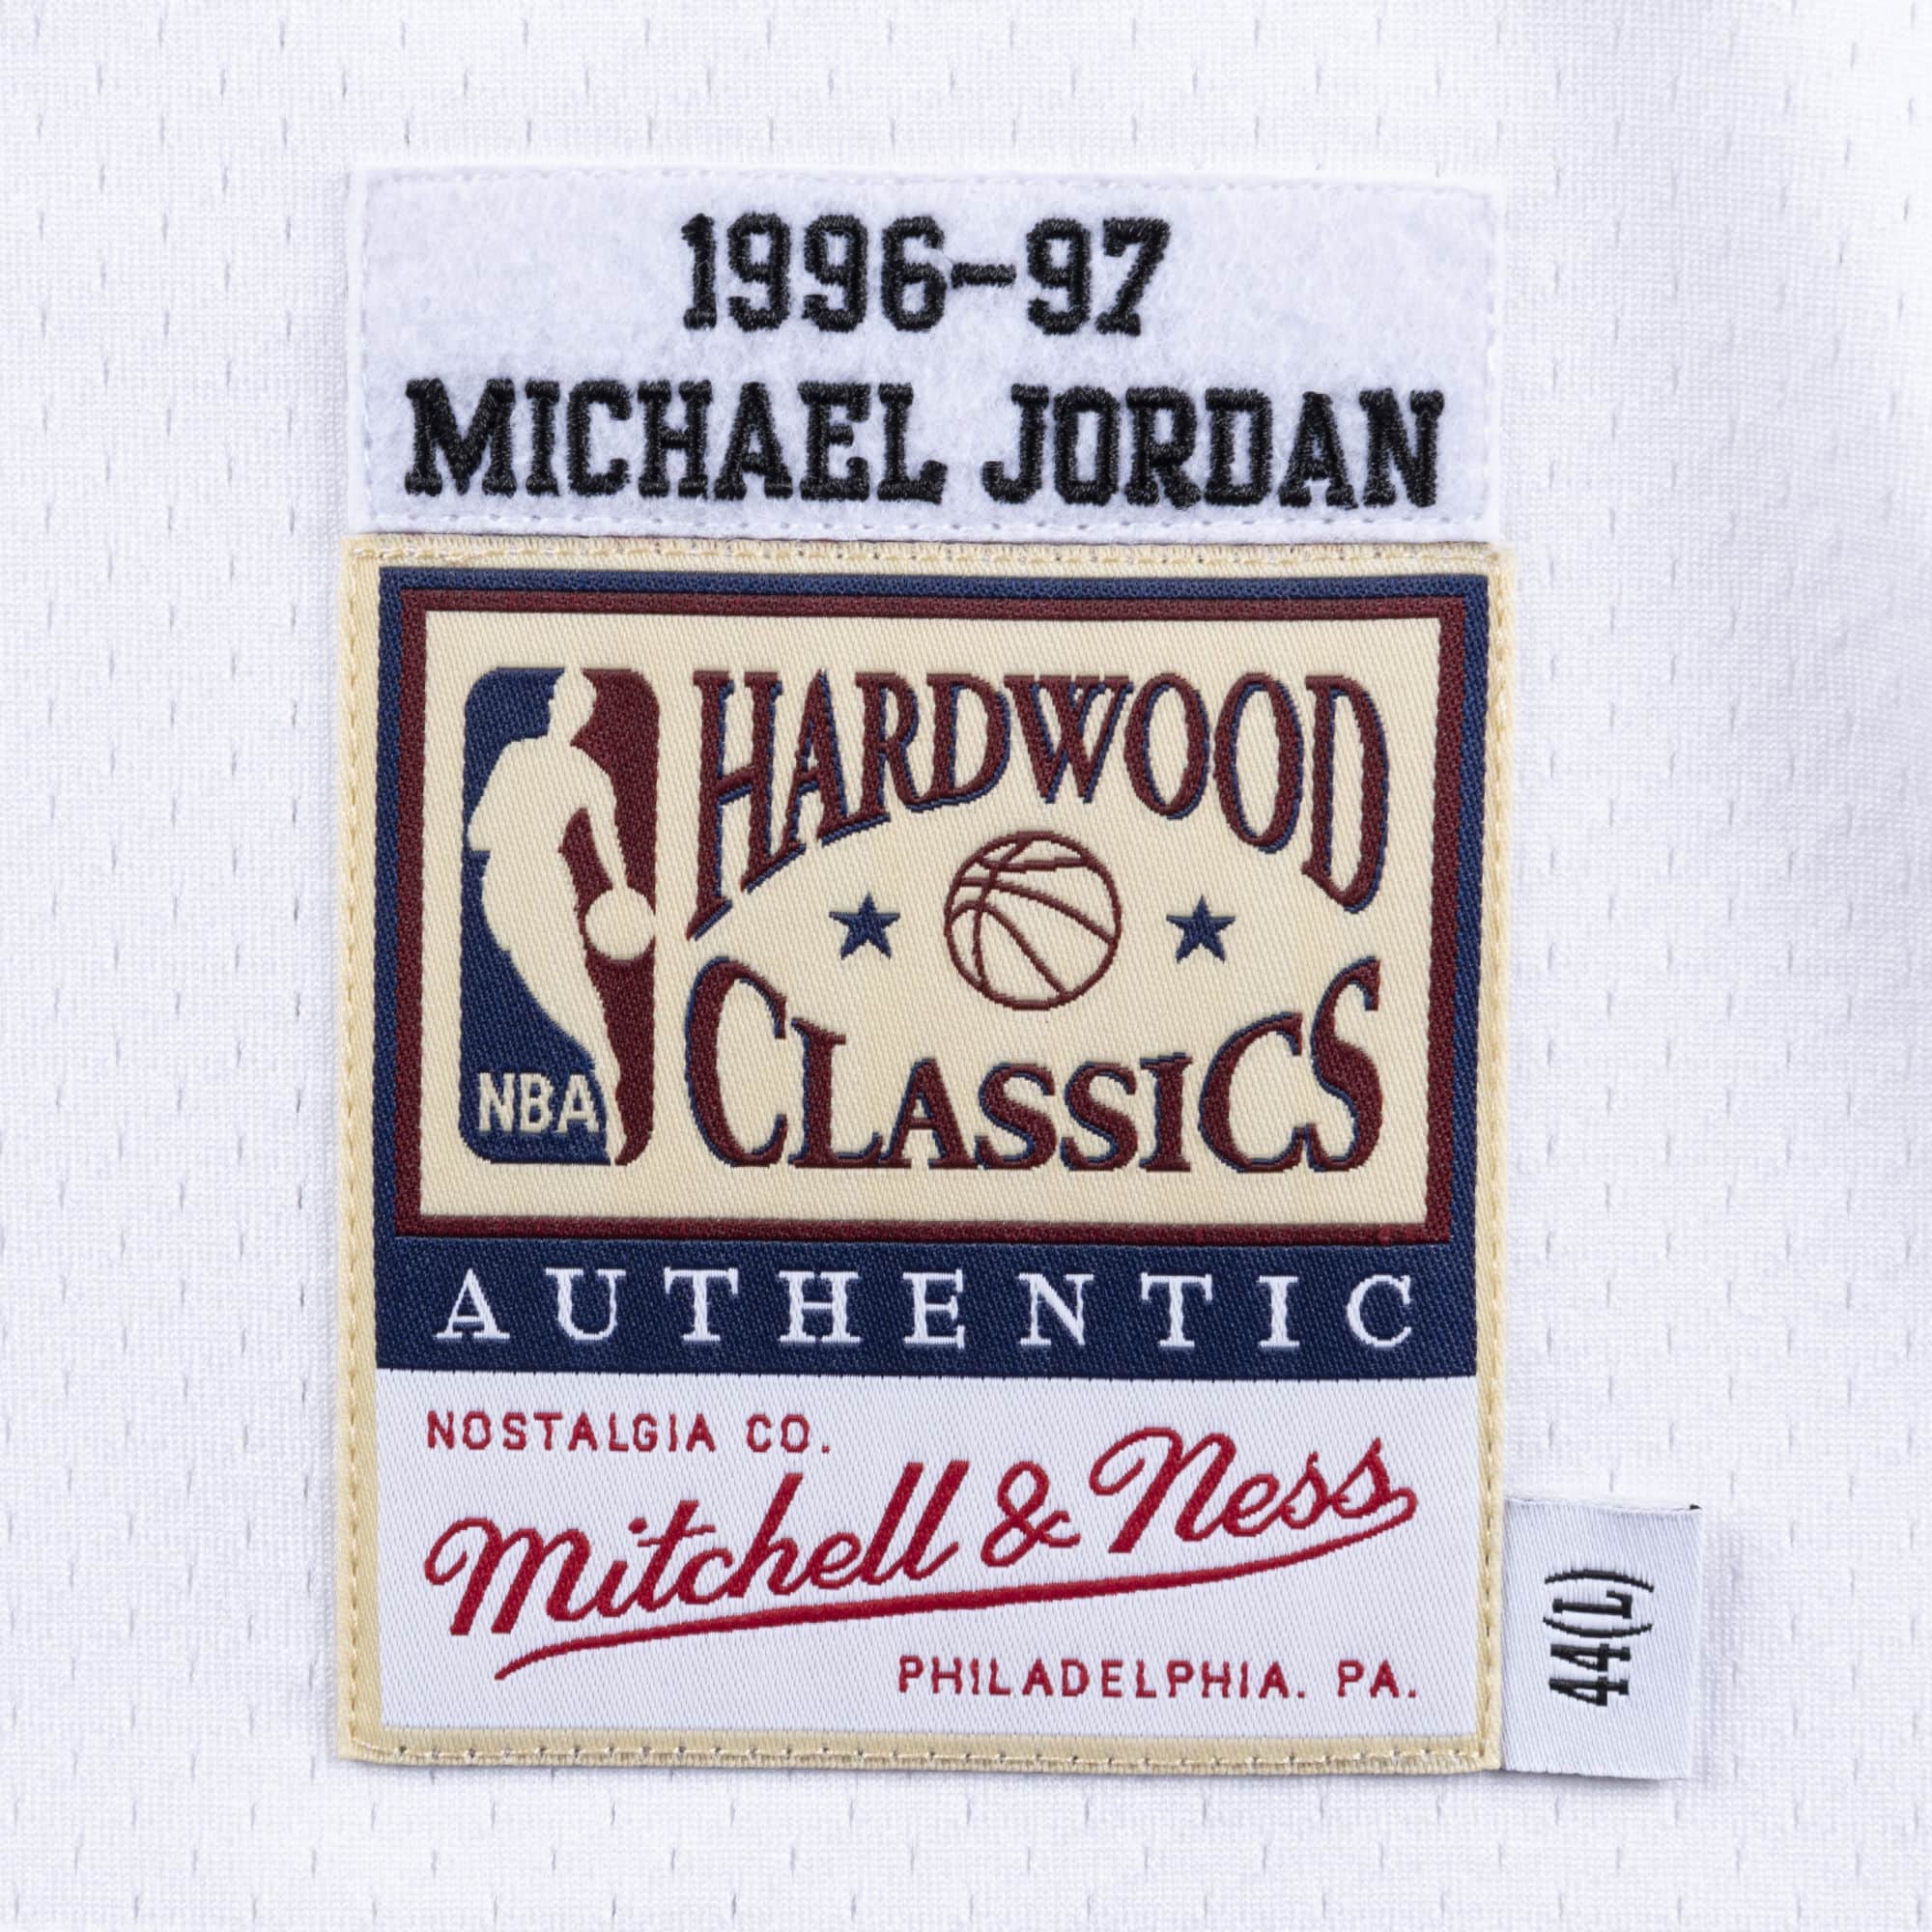 1996-97
MICHAEL JORDAN
HARDWOOD
CLASSICS
NBA
AUTHENTIC
NOSTALGIA CO.
Mitchell & Ness
PHILADELPHIA. PA.
44(L)